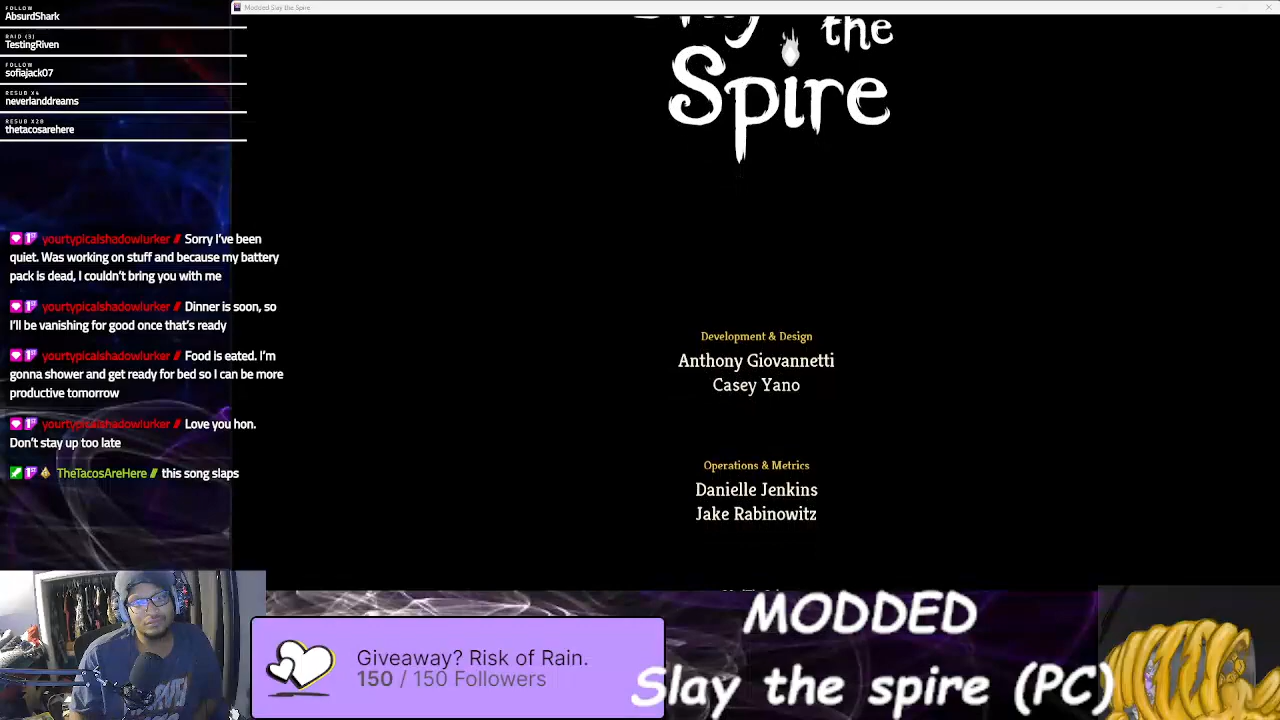 FOLLOW
AbsurdShark
RAID (3)
TestingRiven
FOLLOW
sofiajack07
RESUB X4
neverlanddreams
RESUB X28
thetacosarehere
Modded Slay the Spire
Slay the
Spire
yourtypicalshadowlurker // Sorry I've been
quiet. Was working on stuff and because my battery
pack is dead, I couldn't bring you with me
yourtypicalshadowlurker // Dinner is soon, so
I'll be vanishing for good once that's ready
yourtypicalshadowlurker // Food is eated. I'm
gonna shower and get ready for bed so I can be more
productive tomorrow
yourtypicalshadowlurker // Love you hon.
Don't stay up too late
TheTacosAreHere // this song slaps
Development & Design
Anthony Giovannetti
Casey Yano
Operations & Metrics
Danielle Jenkins
Jake Rabinowitz
Giveaway? Risk of Rain.
150 / 150 Followers
MODDED
Slay the spire (PC)